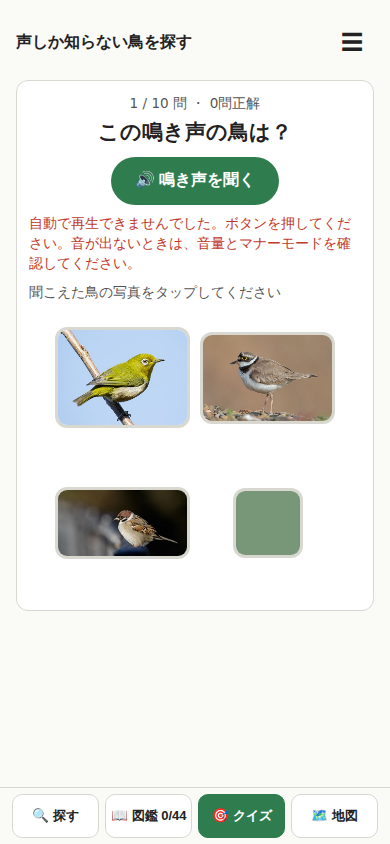 声しか知らない鳥を探す
☰
1 / 10 問 ・ 0問正解
この鳴き声の鳥は？
🔊 鳴き声を聞く
自動で再生できませんでした。ボタンを押してくだ
さい。音が出ないときは、音量とマナーモードを確
認してください。
聞こえた鳥の写真をタップしてください
🔍 探す
📖 図鑑 0/44
🎯 クイズ
🗺️ 地図